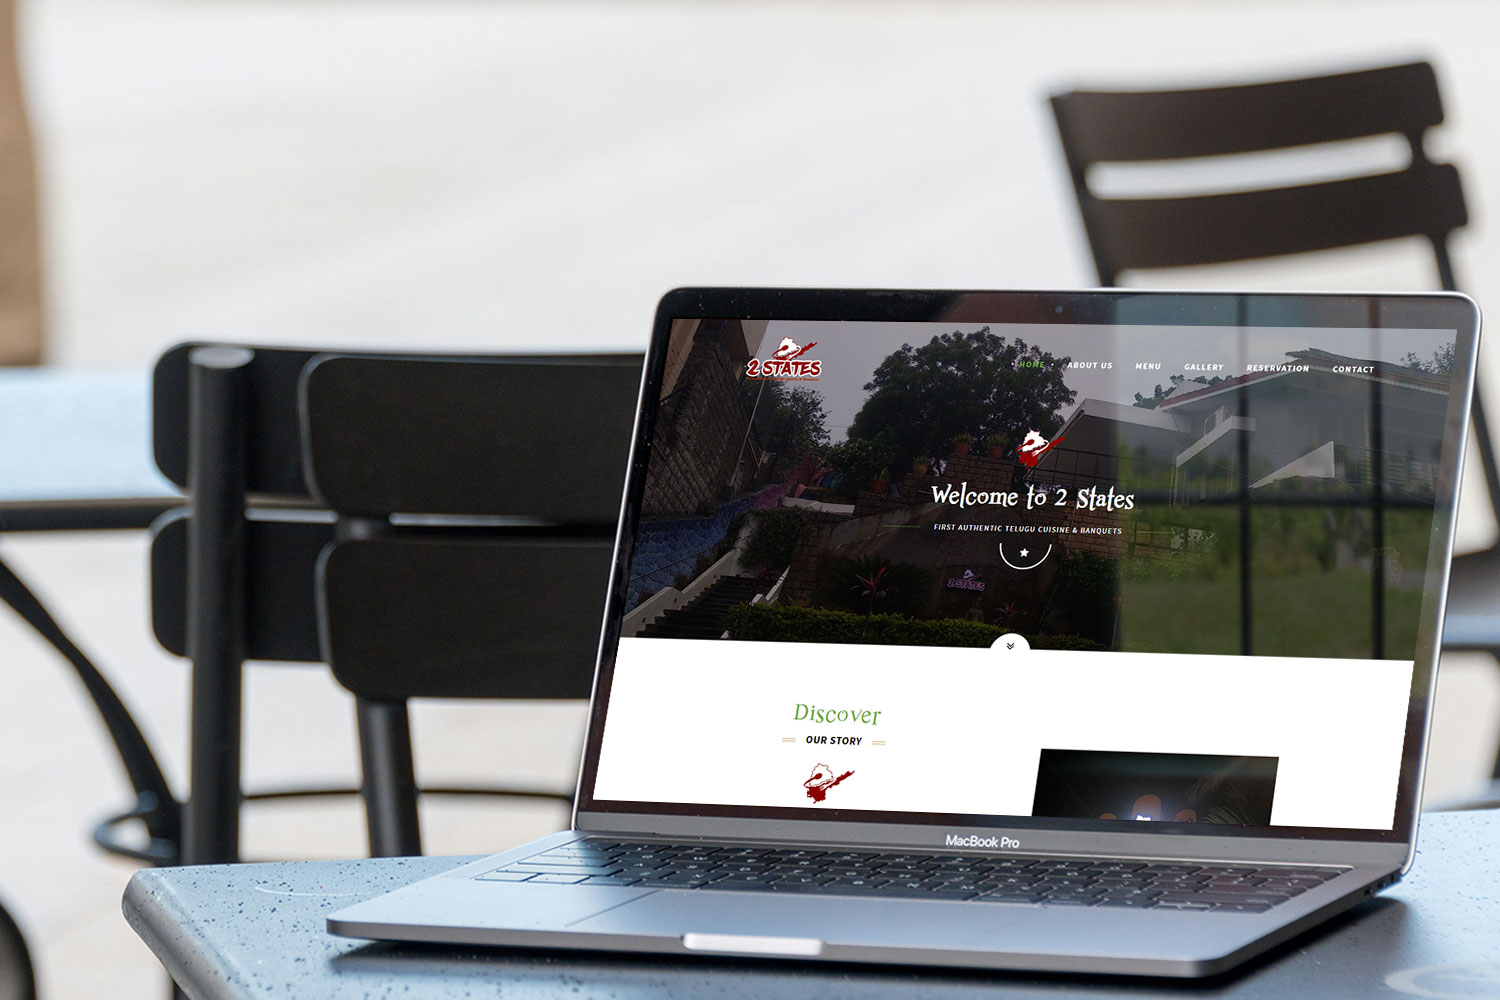 2 STATES
HOME
ABOUT US
MENU
GALLERY
RESERVATION
CONTACT
Welcome to 2 States
FIRST AUTHENTIC TELUGU CUISINE & BANQUETS
2 STATES
Discover
OUR STORY
MacBook Pro